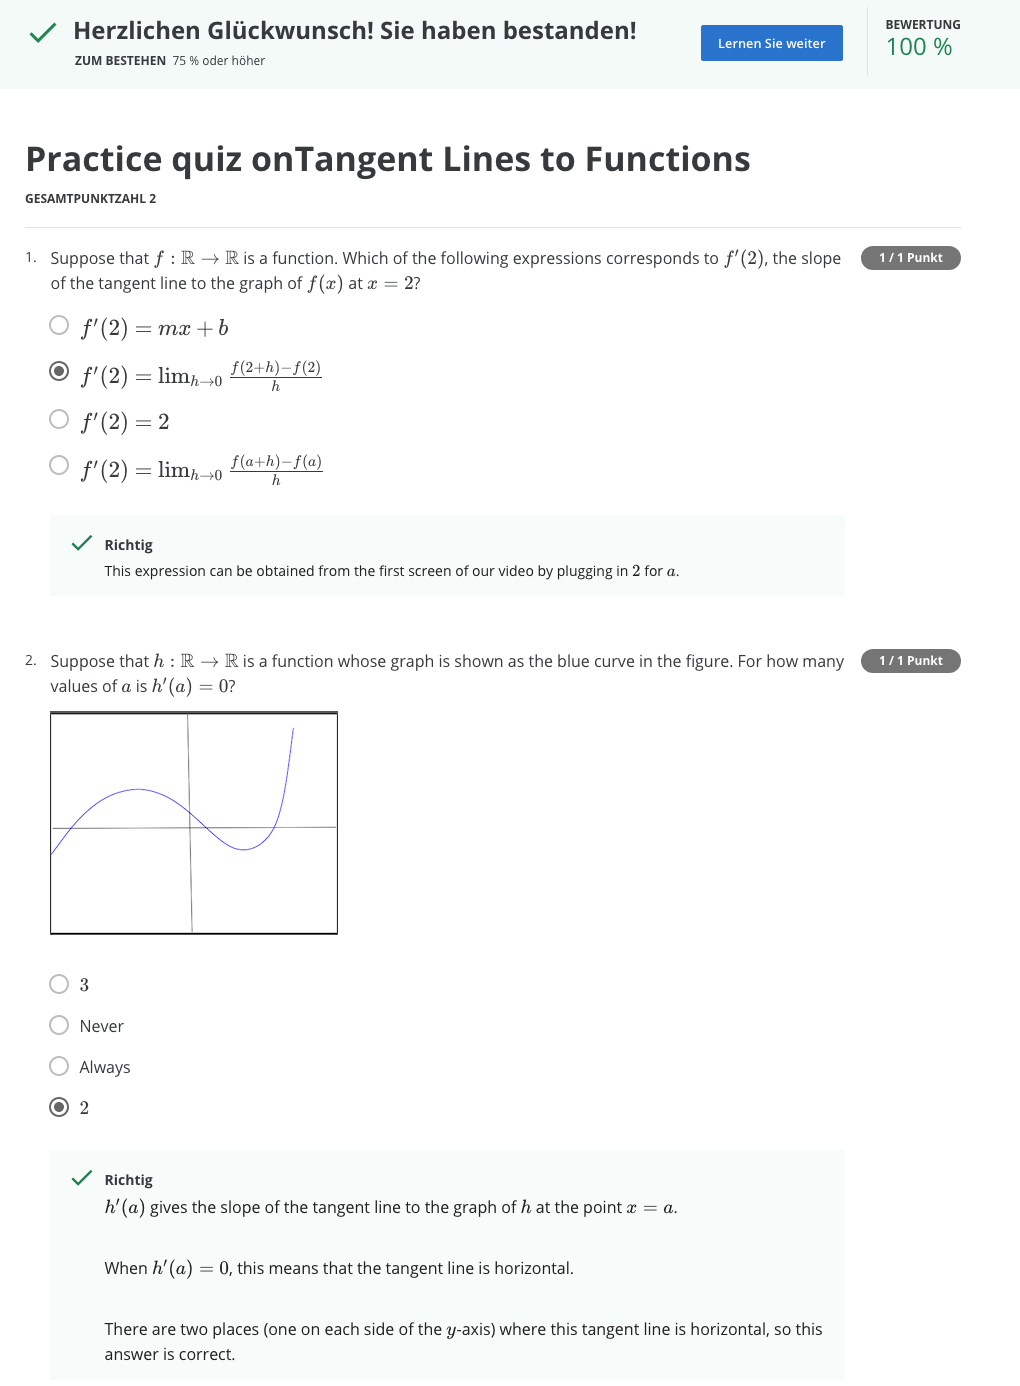 Herzlichen Glückwunsch! Sie haben bestanden!
ZUM BESTEHEN 75 % oder höher
Lernen Sie weiter
BEWERTUNG
100 %
Practice quiz onTangent Lines to Functions
GESAMTPUNKTZAHL 2
1. Suppose that f : ℝ → ℝ is a function. Which of the following expressions corresponds to f′(2), the slope
of the tangent line to the graph of f(x) at x = 2?
1 / 1 Punkt
f′(2) = mx + b
f′(2) = lim_{h→0} \frac{f(2+h)−f(2)}{h}
f′(2) = 2
f′(2) = lim_{h→0} \frac{f(a+h)−f(a)}{h}
Richtig
This expression can be obtained from the first screen of our video by plugging in 2 for a.
2. Suppose that h : ℝ → ℝ is a function whose graph is shown as the blue curve in the figure. For how many
values of a is h′(a) = 0?
1 / 1 Punkt
3
Never
Always
2
Richtig
h′(a) gives the slope of the tangent line to the graph of h at the point x = a.
When h′(a) = 0, this means that the tangent line is horizontal.
There are two places (one on each side of the y-axis) where this tangent line is horizontal, so this
answer is correct.